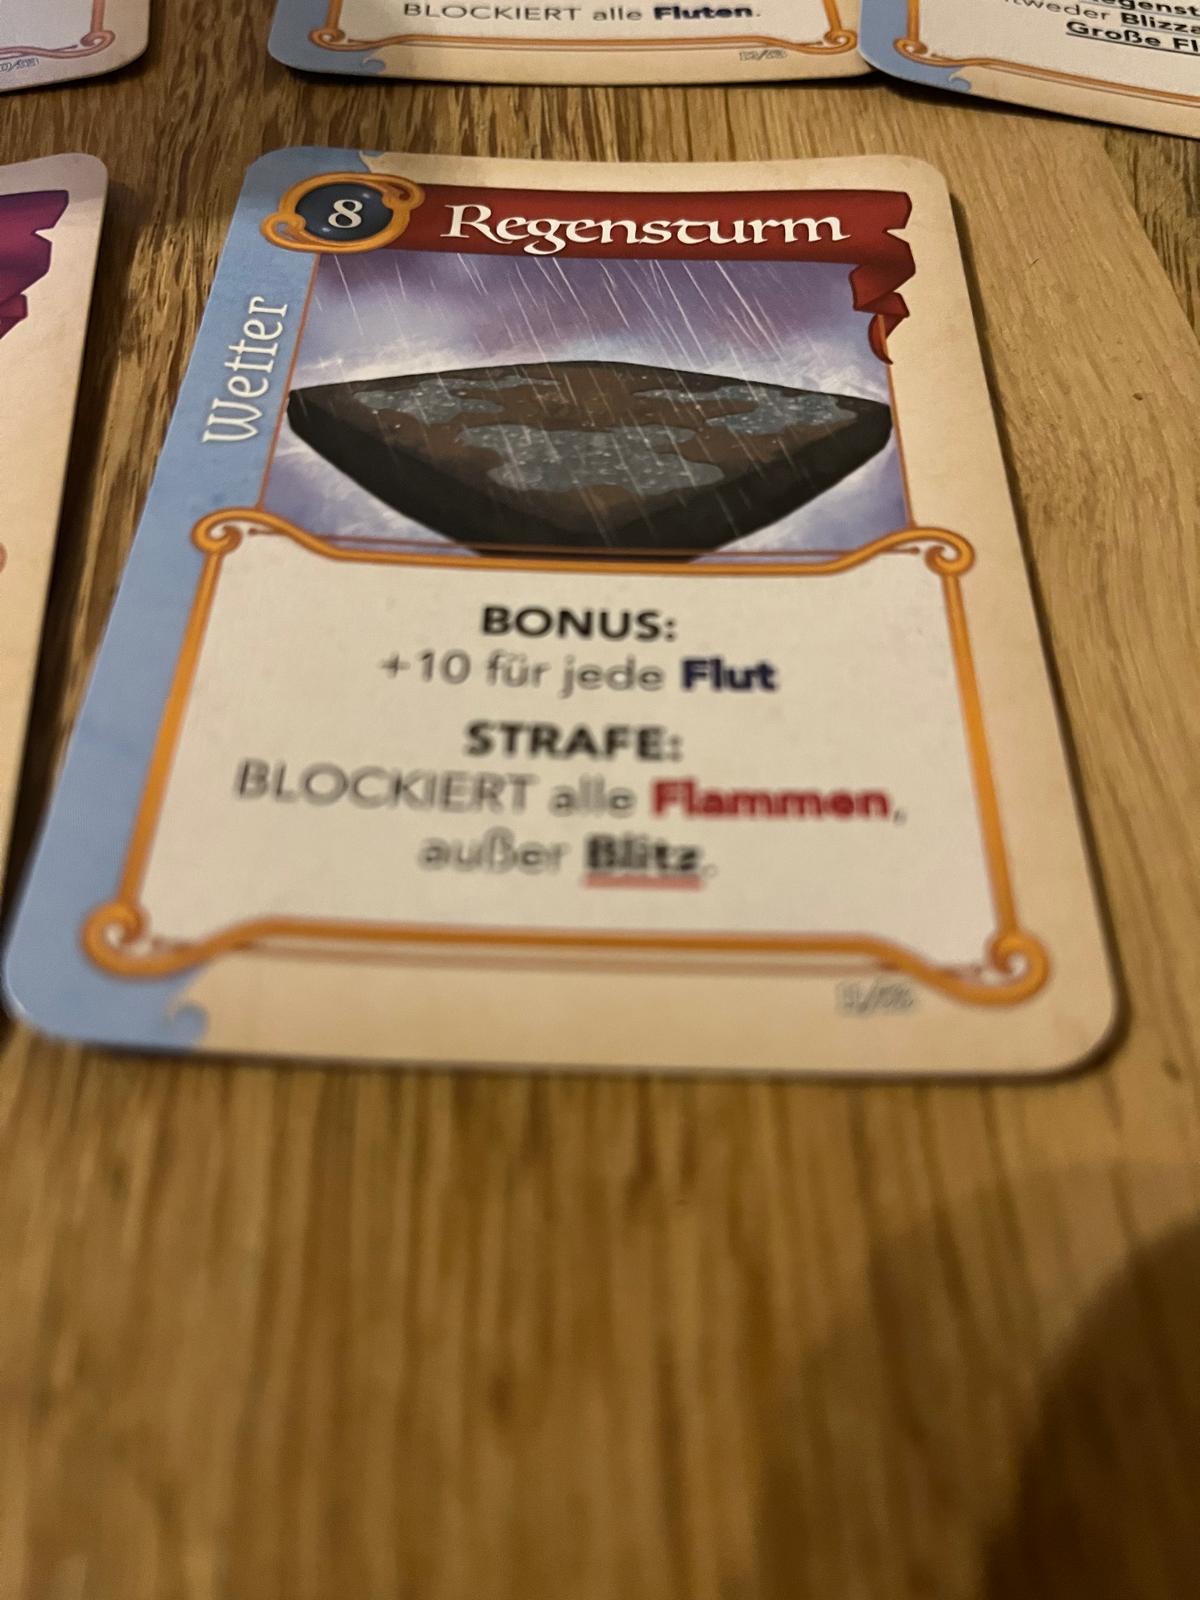 BLOCKIERT alle Fluten.
Blizza
Große Fl
8
Regensturm
Wetter
BONUS:
+10 für jede Flut
STRAFE:
BLOCKIERT alle Flammen,
außer Blitz.